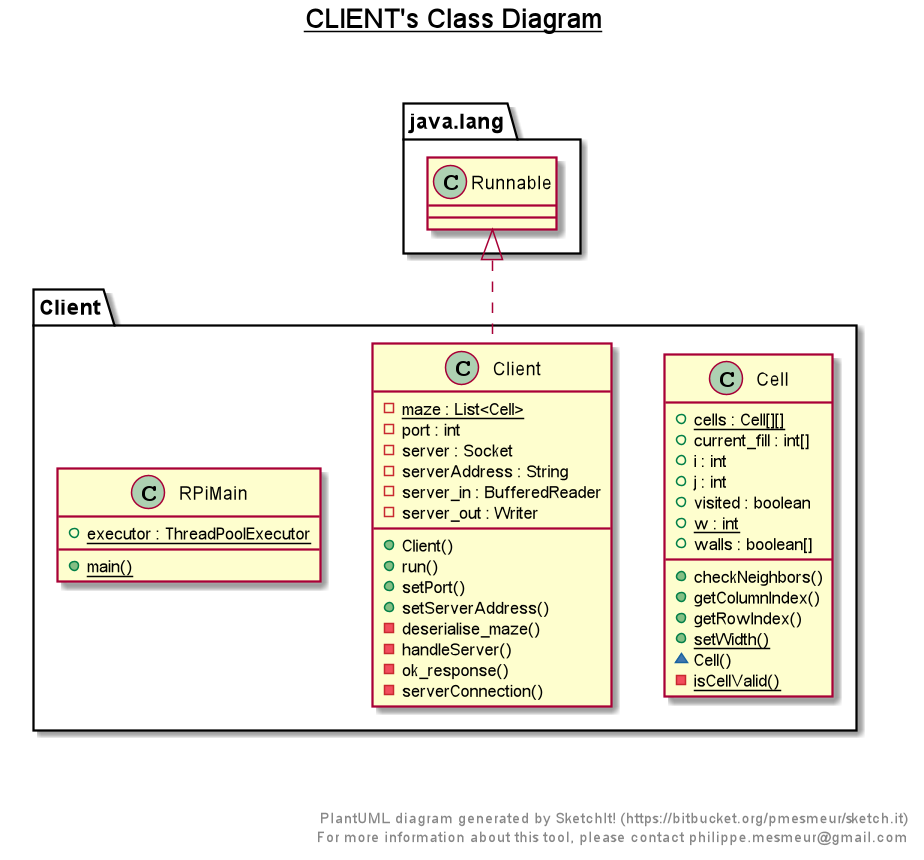 CLIENT's Class Diagram
java.lang
C Runnable
Client
C RPiMain
executor : ThreadPoolExecutor
main()
C Client
maze : List<Cell>
port : int
server : Socket
serverAddress : String
server_in : BufferedReader
server_out : Writer
Client()
run()
setPort()
setServerAddress()
deserialise_maze()
handleServer()
ok_response()
serverConnection()
C Cell
cells : Cell[][]
current_fill : int[]
i : int
j : int
visited : boolean
w : int
walls : boolean[]
checkNeighbors()
getColumnIndex()
getRowIndex()
setWidth()
Cell()
isCellValid()
PlantUML diagram generated by SketchIt! (https://bitbucket.org/pmesmeur/sketch.it)
For more information about this tool, please contact philippe.mesmeur@gmail.com